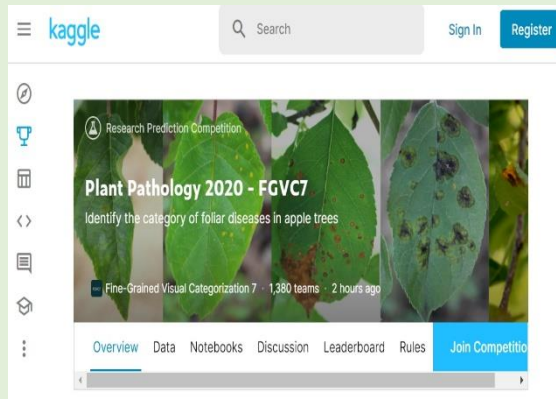 kaggle
Search
Sign In
Register
Research Prediction Competition
Plant Pathology 2020 - FGVC7
Identify the category of foliar diseases in apple trees
Fine-Grained Visual Categorization 7 · 1,380 teams · 2 hours ago
Overview Data Notebooks Discussion Leaderboard Rules Join Competitio